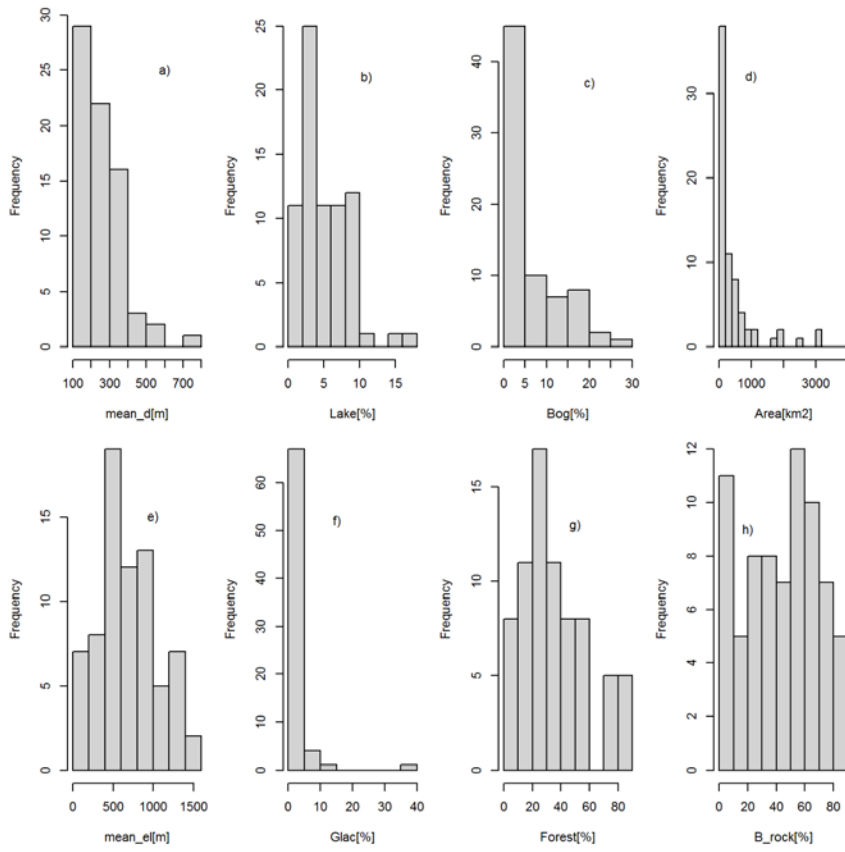 a)
Frequency
30
25
20
15
10
5
0
100 300 500 700
mean_d[m]
b)
Frequency
25
20
15
10
5
0
0 5 10 15
Lake[%]
c)
Frequency
40
30
20
10
0
0 5 10 20 30
Bog[%]
d)
Frequency
30
20
10
0
0 1000 3000
Area[km2]
e)
Frequency
15
10
5
0
0 500 1000 1500
mean_el[m]
f)
Frequency
60
50
40
30
20
10
0
0 10 20 30 40
Glac[%]
g)
Frequency
15
10
5
0
0 20 40 60 80
Forest[%]
h)
Frequency
12
10
8
6
4
2
0
0 20 40 60 80
B_rock[%]